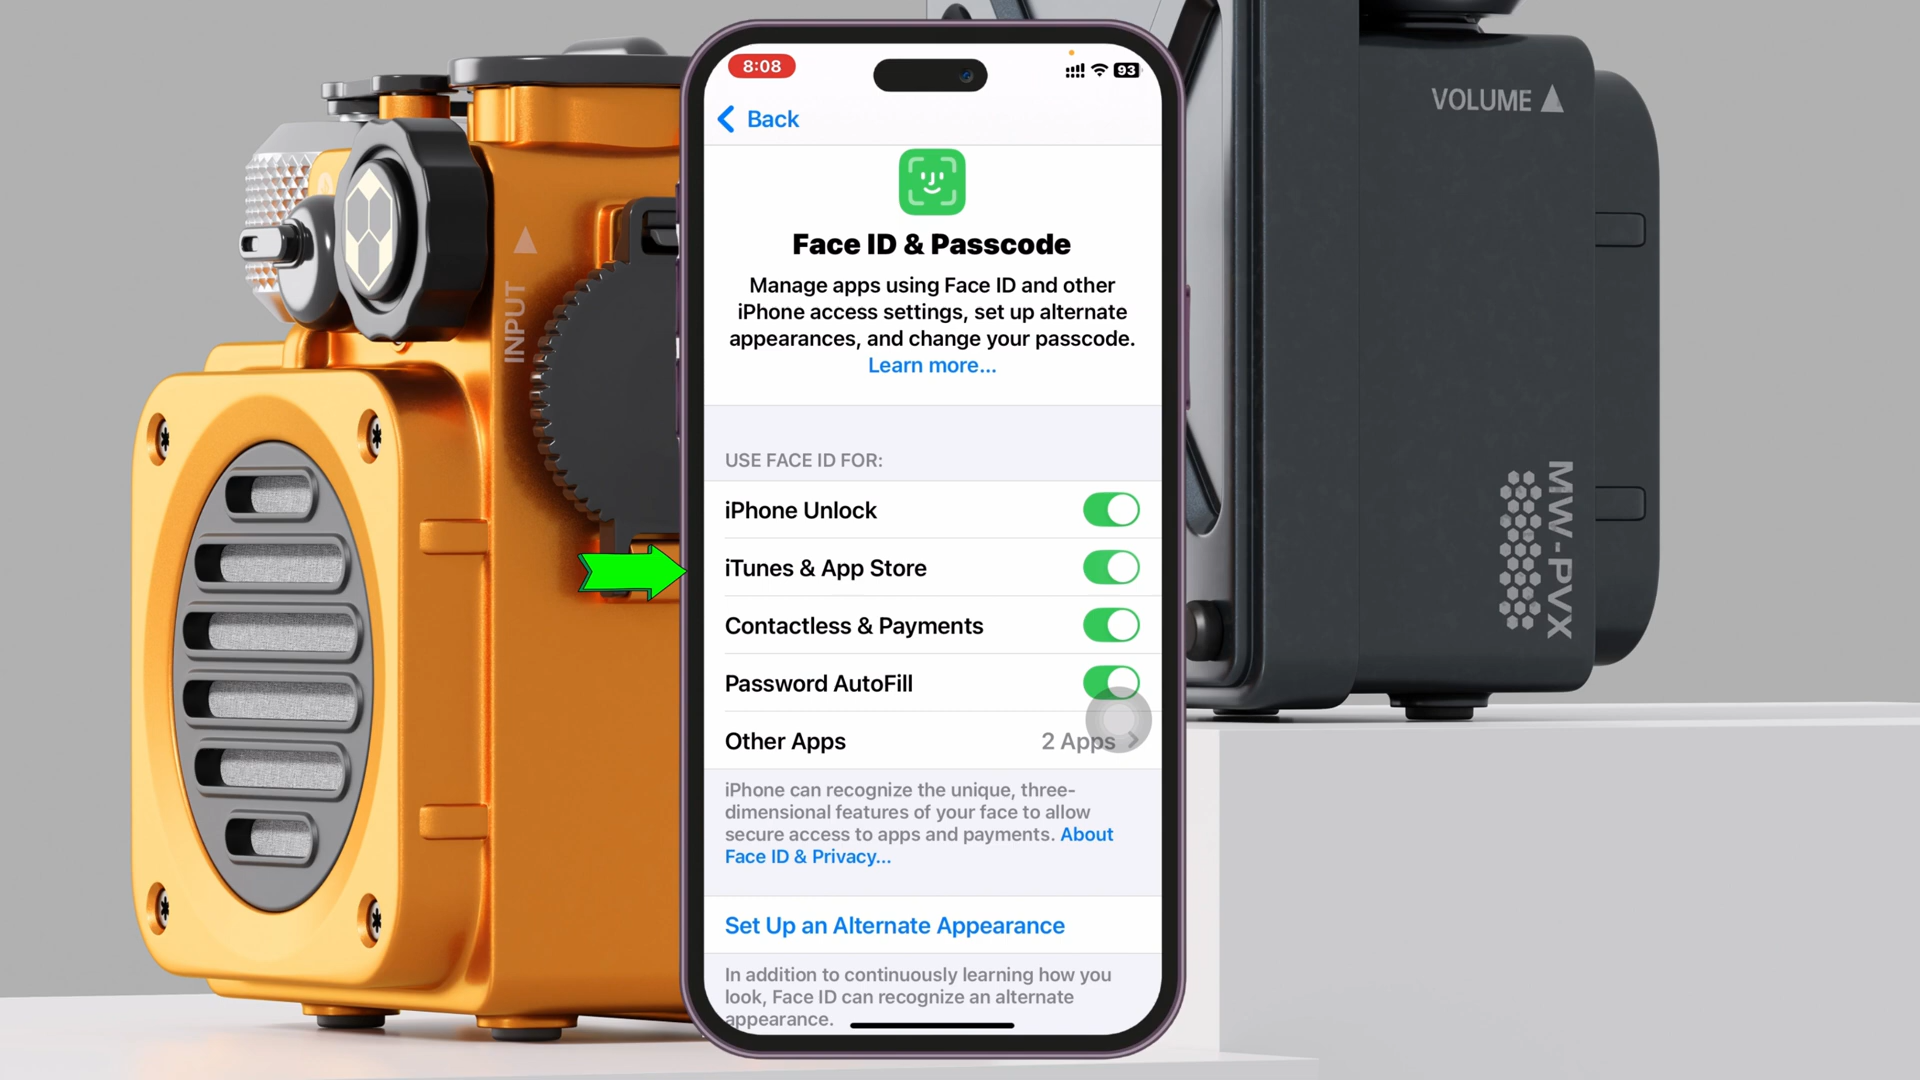 8:08
93
Back
Face ID & Passcode
Manage apps using Face ID and other
iPhone access settings, set up alternate
appearances, and change your passcode.
Learn more...
USE FACE ID FOR:
iPhone Unlock
iTunes & App Store
Contactless & Payments
Password AutoFill
Other Apps
2 Apps
iPhone can recognize the unique, three-
dimensional features of your face to allow
secure access to apps and payments. About
Face ID & Privacy...
Set Up an Alternate Appearance
In addition to continuously learning how you
look, Face ID can recognize an alternate
appearance.
INPUT
VOLUME
MW-PVX